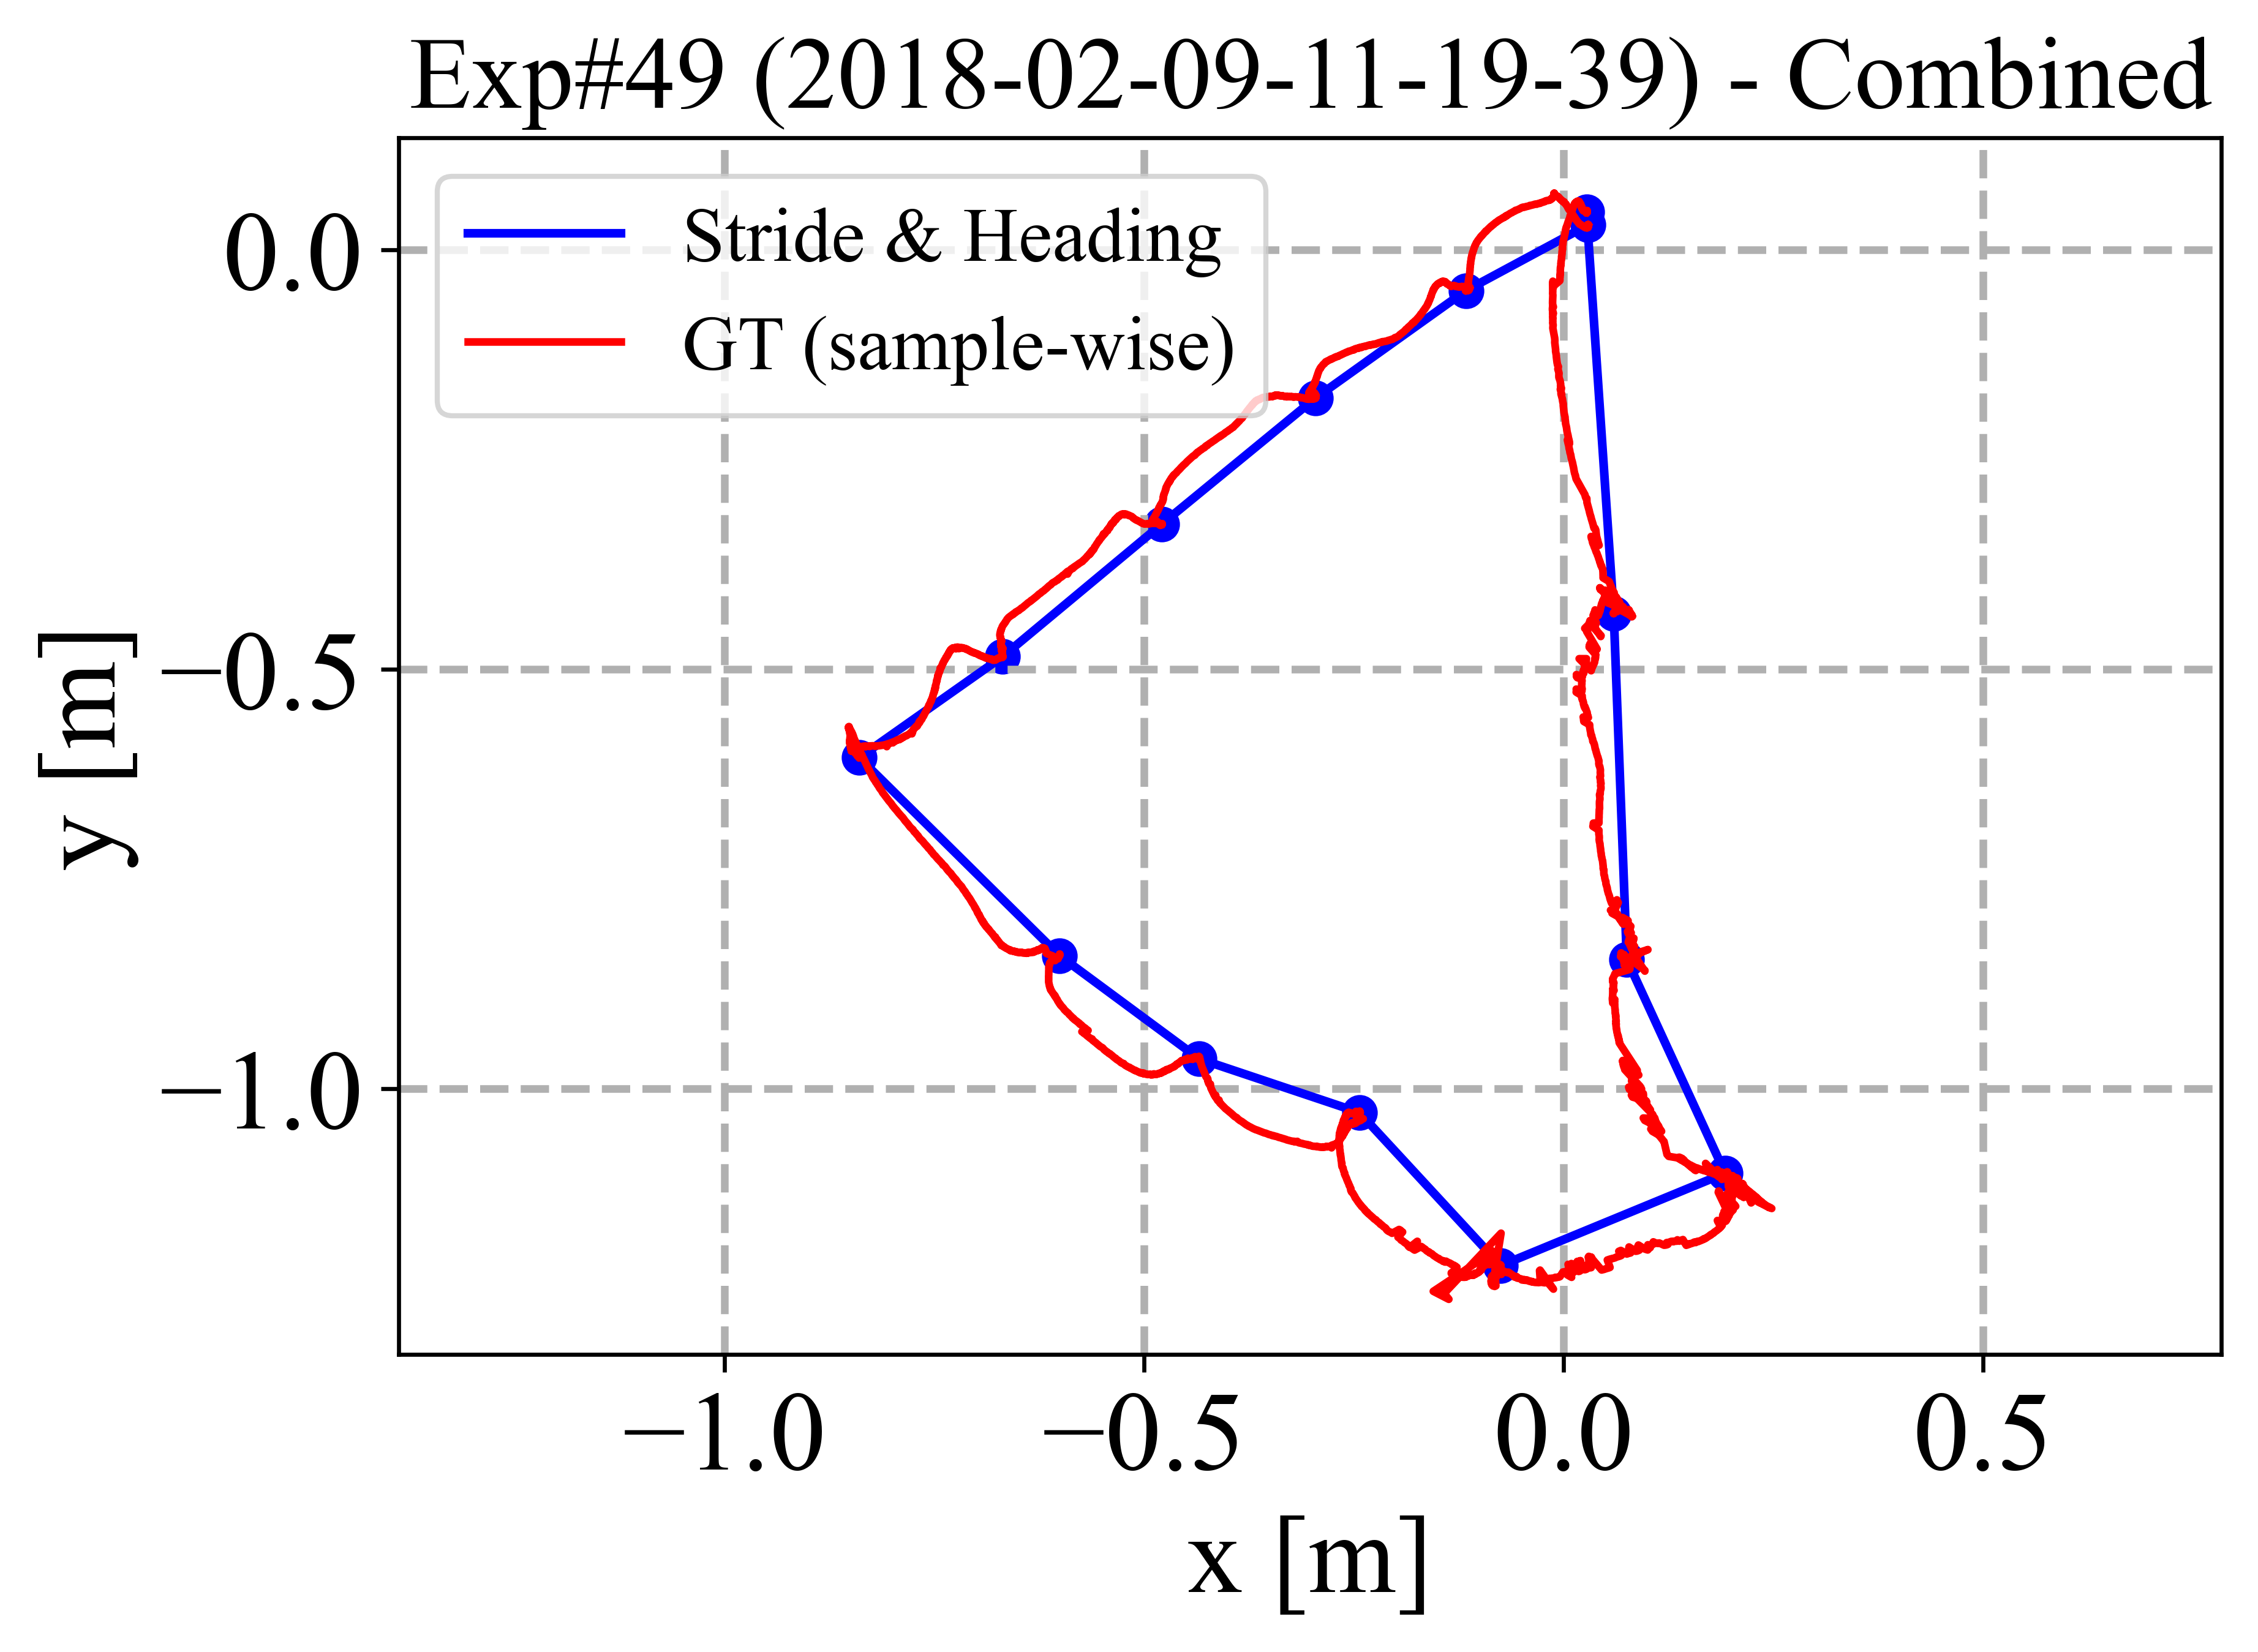 Exp#49 (2018-02-09-11-19-39) - Combined
Stride & Heading
GT (sample-wise)
0.0
−0.5
−1.0
y [m]
−1.0
−0.5
0.0
0.5
x [m]